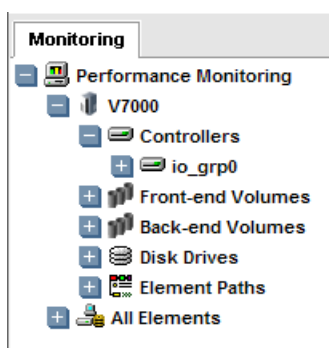 Monitoring
Performance Monitoring
V7000
Controllers
io_grp0
Front-end Volumes
Back-end Volumes
Disk Drives
Element Paths
All Elements